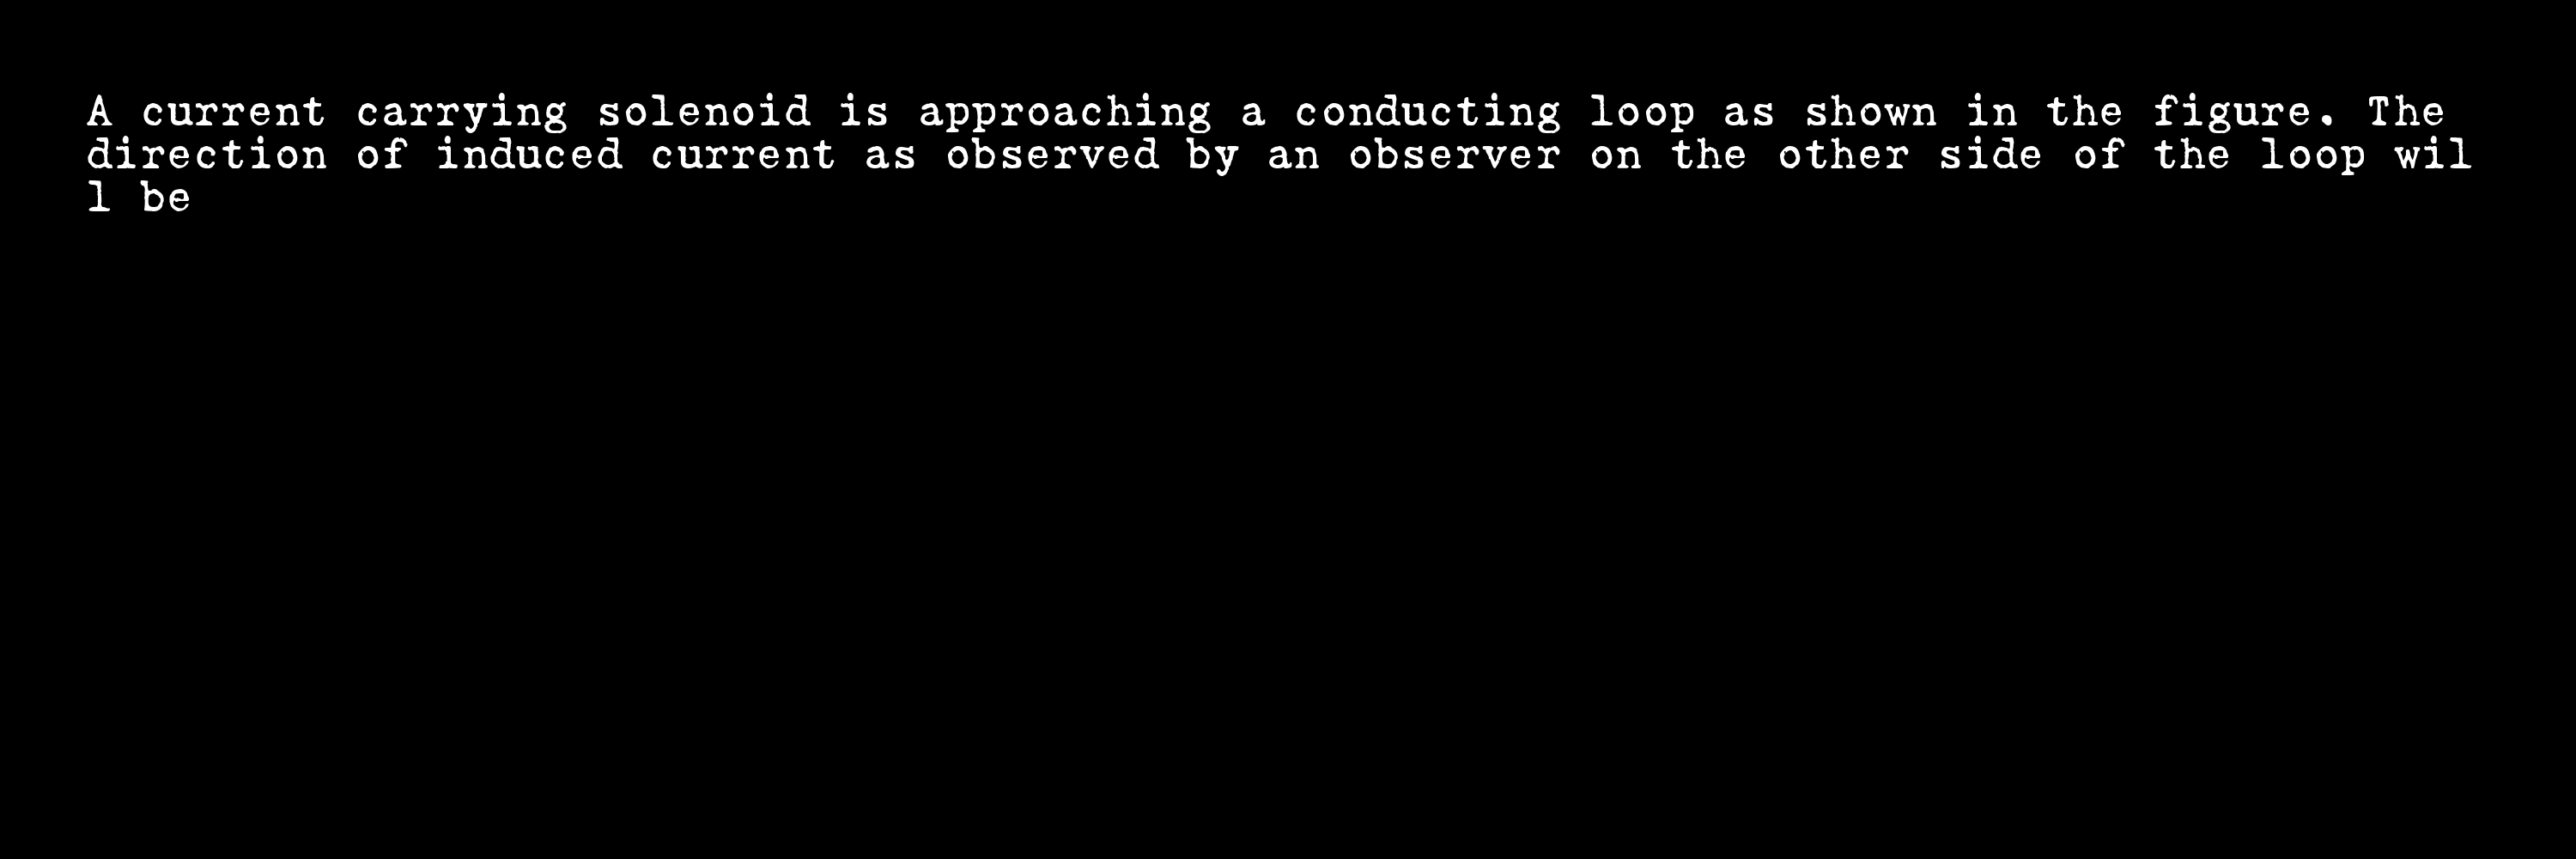 A current carrying solenoid is approaching a conducting loop as shown in the figure. The
direction of induced current as observed by an observer on the other side of the loop wil
l be